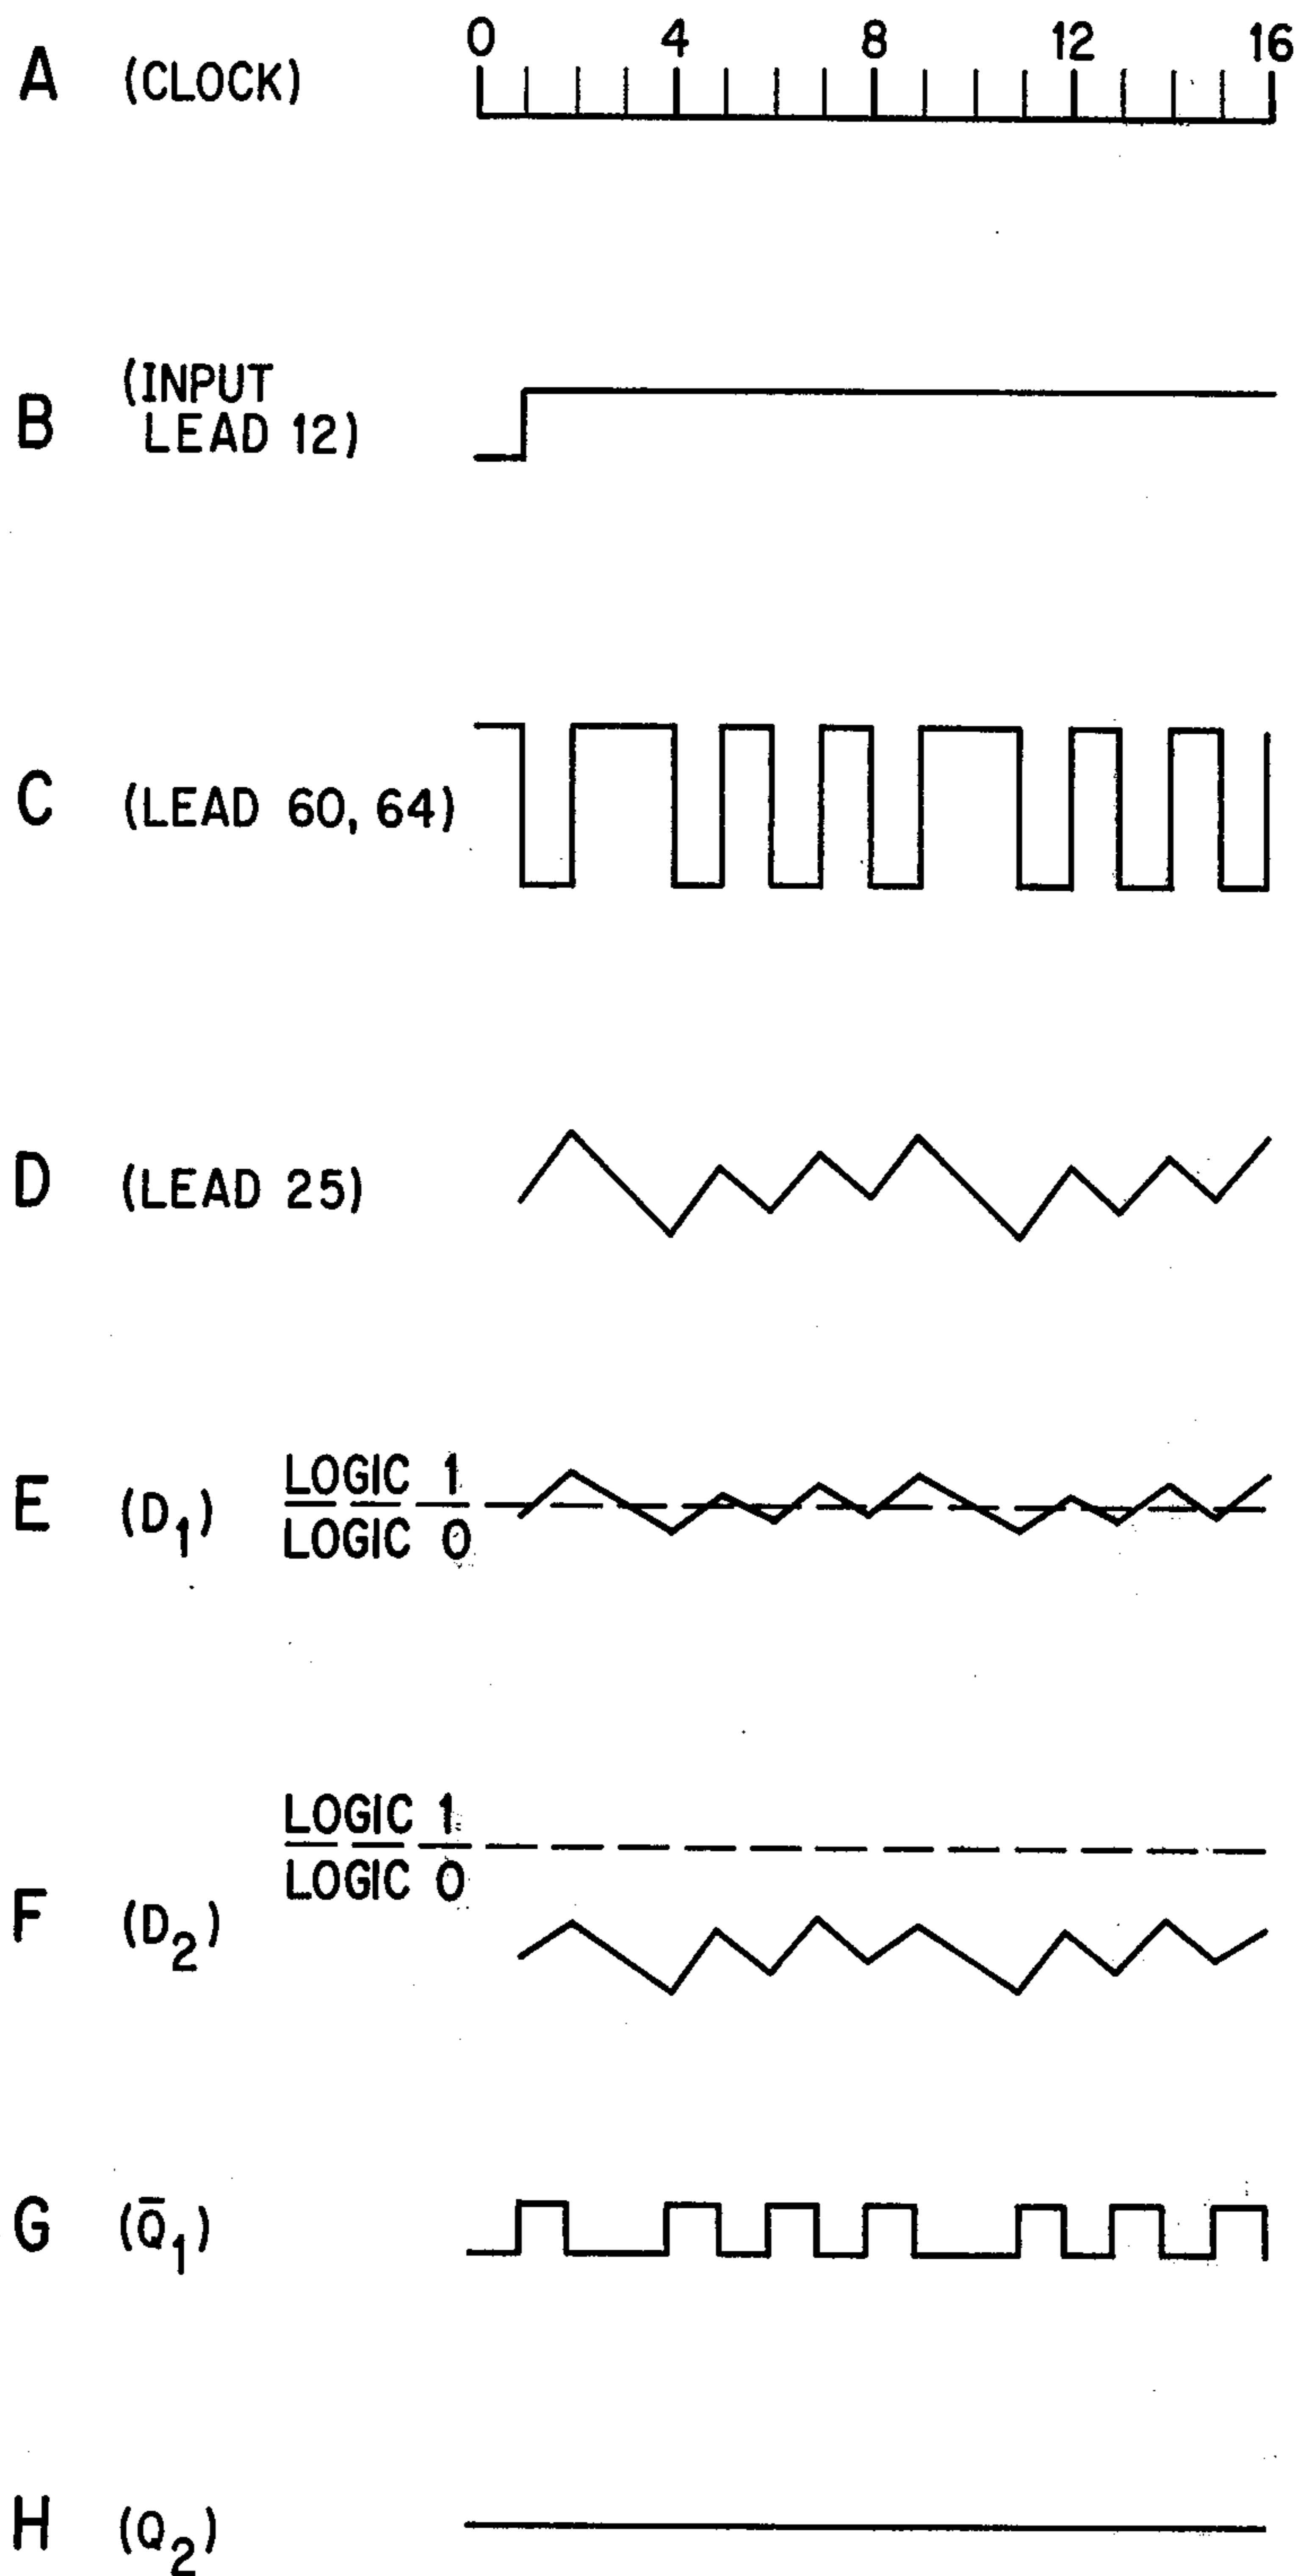 0 4 8 12 16
A (CLOCK)
(INPUT
B LEAD 12)
C (LEAD 60, 64)
D (LEAD 25)
LOGIC 1
E (D1)
LOGIC 0
LOGIC 1
LOGIC 0
F (D2)
G (Q̄1)
H (Q2)